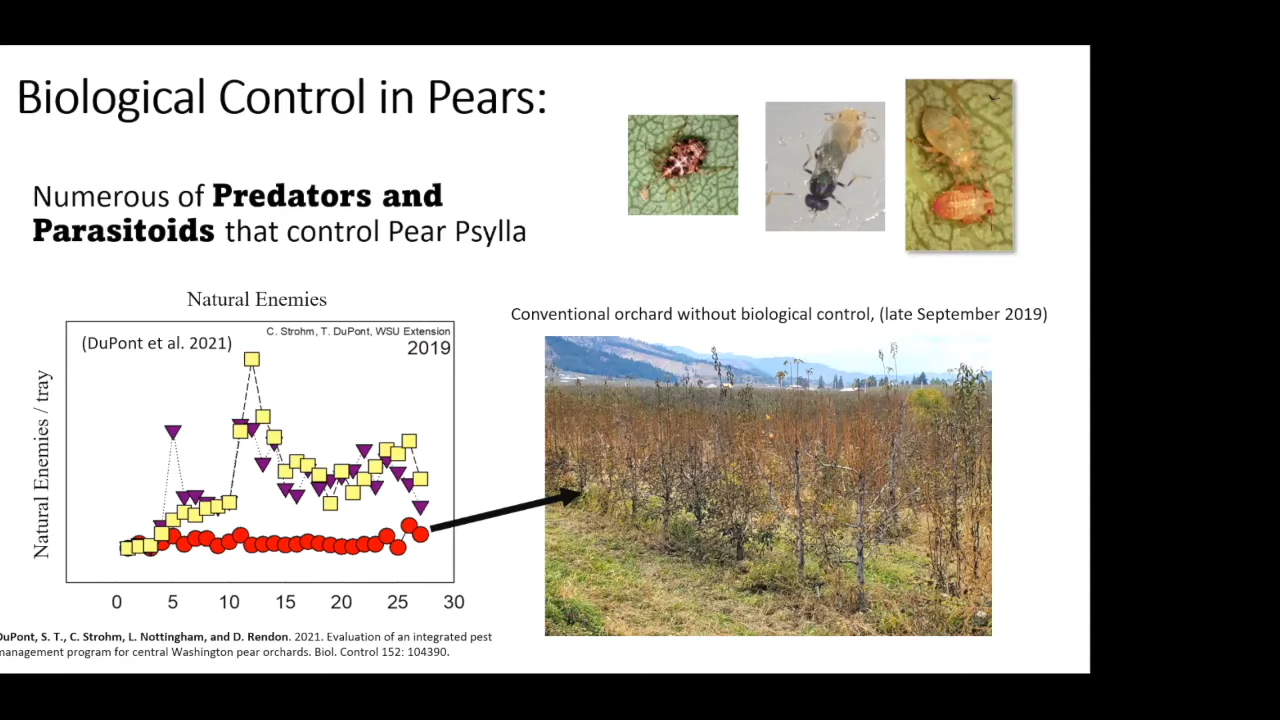 Biological Control in Pears:
Numerous of Predators and
Parasitoids that control Pear Psylla
Natural Enemies
C. Strohm, T. DuPont, WSU Extension
(DuPont et al. 2021)
2019
Natural Enemies / tray
0 5 10 15 20 25 30
Conventional orchard without biological control, (late September 2019)
DuPont, S. T., C. Strohm, L. Nottingham, and D. Rendon. 2021. Evaluation of an integrated pest
management program for central Washington pear orchards. Biol. Control 152: 104390.